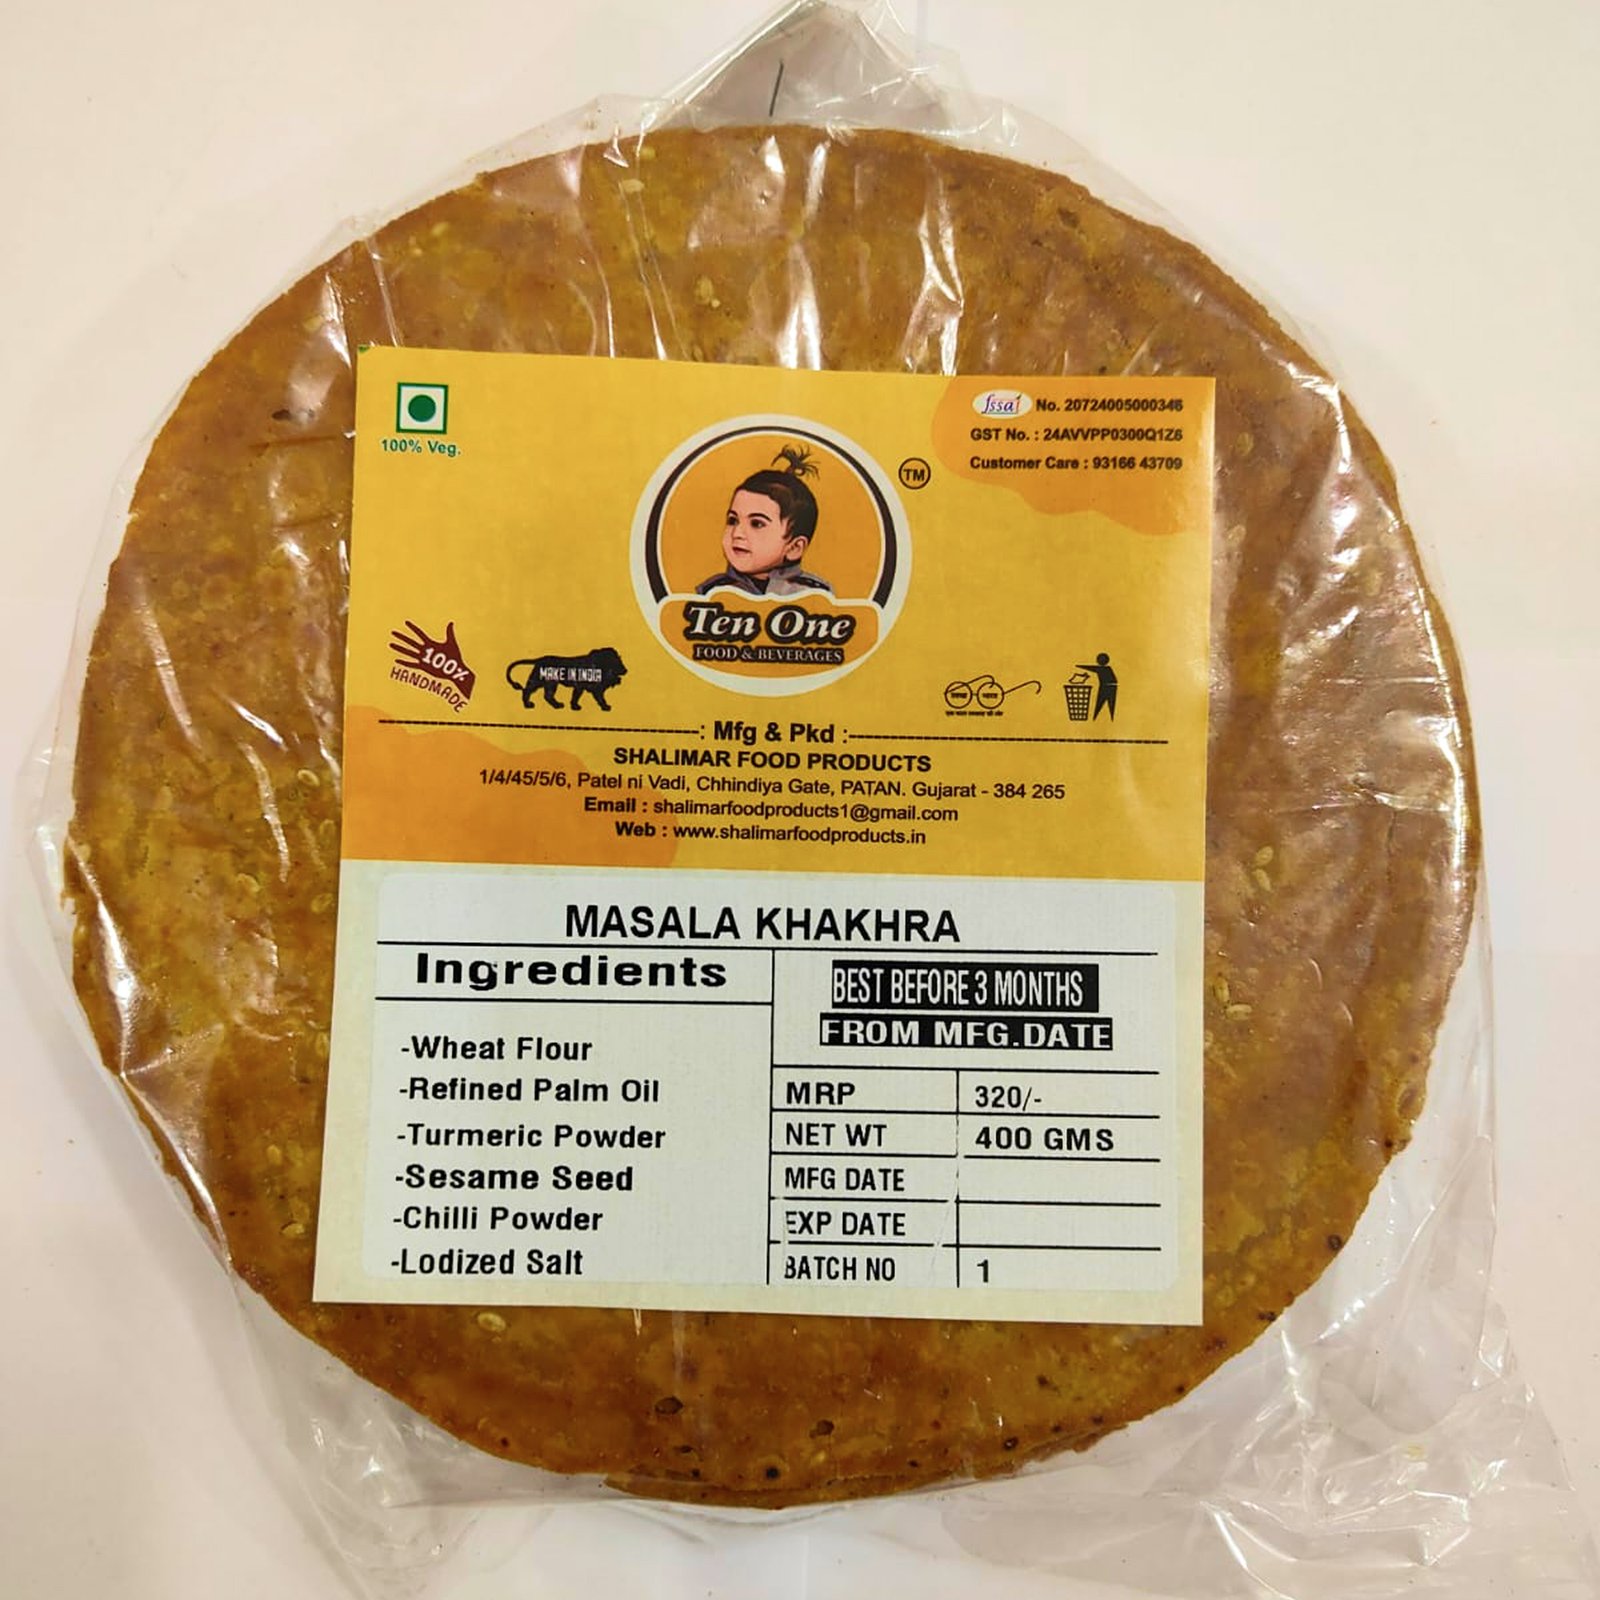 100% Veg.
fssai No. 20724005000346
GST No. : 24AVVPP0300Q1Z6
Customer Care : 93166 43709
TM
Ten One
FOOD & BEVERAGES
100%
HANDMADE
MAKE IN INDIA
: Mfg & Pkd :
SHALIMAR FOOD PRODUCTS
1/4/45/5/6, Patel ni Vadi, Chhindiya Gate, PATAN. Gujarat - 384 265
Email : shalimarfoodproducts1@gmail.com
Web : www.shalimarfoodproducts.in
MASALA KHAKHRA
Ingredients
-Wheat Flour
-Refined Palm Oil
-Turmeric Powder
-Sesame Seed
-Chilli Powder
-Lodized Salt
BEST BEFORE 3 MONTHS
FROM MFG.DATE
MRP 320/-
NET WT 400 GMS
MFG DATE
EXP DATE
BATCH NO 1